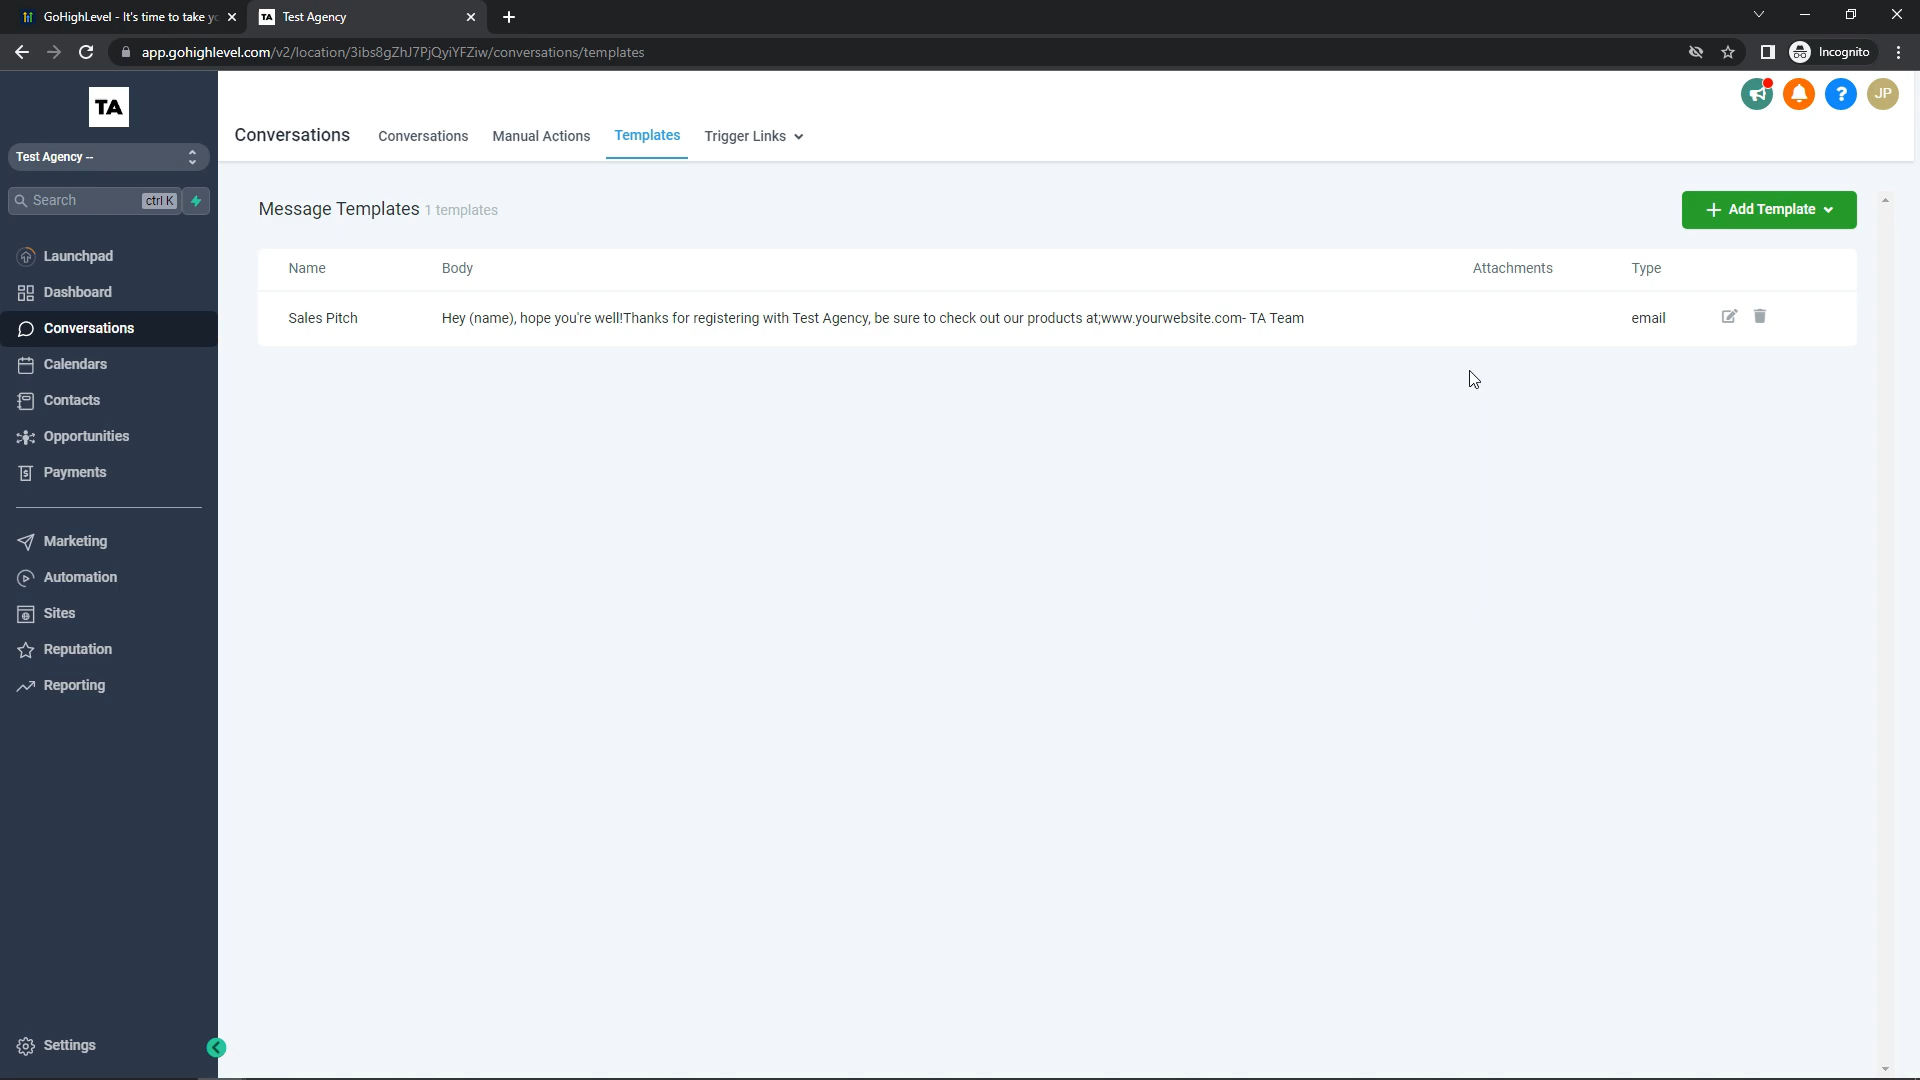 GoHighLevel - It's time to take yo
Test Agency
app.gohighlevel.com/v2/location/3ibs8gZhJ7PjQyiYFZiw/conversations/templates
Incognito
TA
Test Agency --
Search
ctrl K
Launchpad
Dashboard
Conversations
Calendars
Contacts
Opportunities
Payments
Marketing
Automation
Sites
Reputation
Reporting
Settings
? JP
Conversations Conversations Manual Actions Templates Trigger Links
Message Templates 1 templates
+ Add Template
Name Body Attachments Type
Sales Pitch Hey (name), hope you're well!Thanks for registering with Test Agency, be sure to check out our products at;www.yourwebsite.com- TA Team email